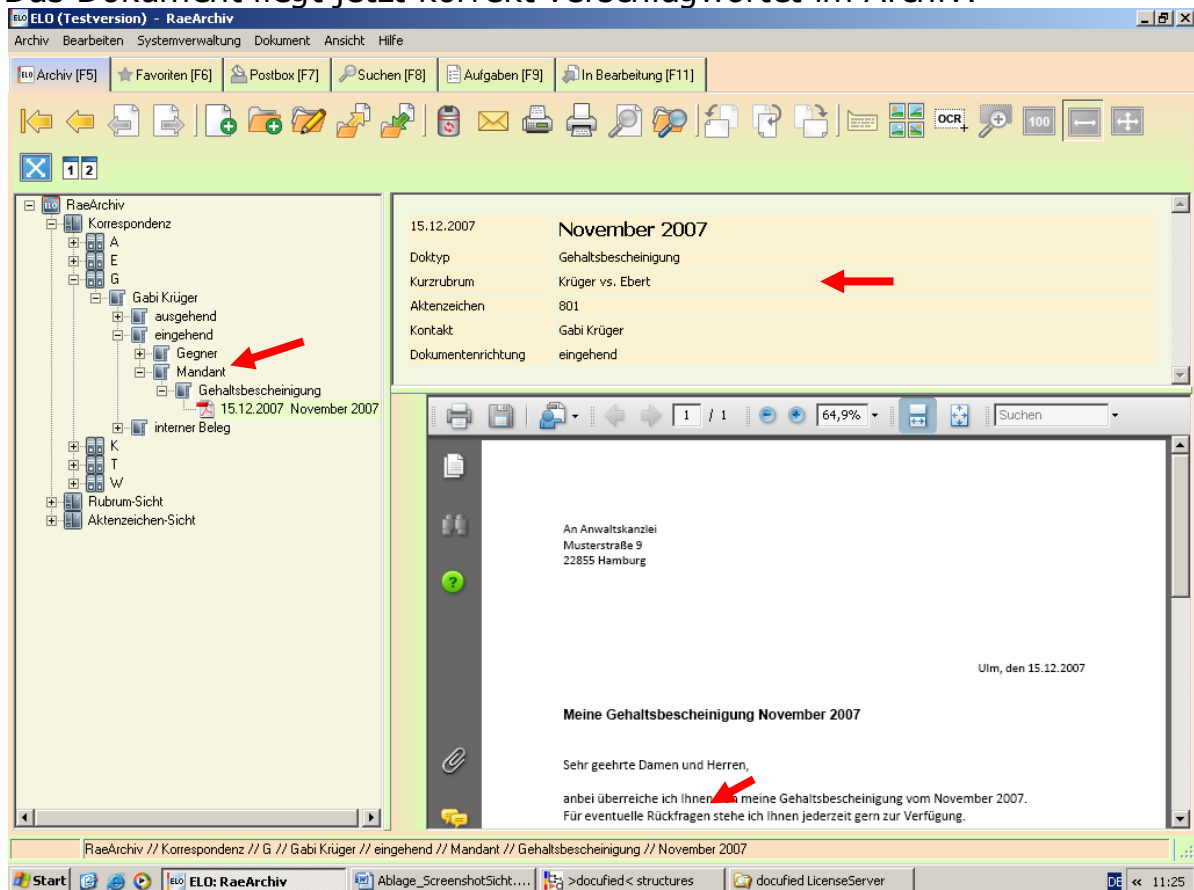 Das Dokument liegt jetzt korrekt verschlagwortet im Archiv.
ELO (Testversion) - RaeArchiv
Archiv Bearbeiten Systemverwaltung Dokument Ansicht Hilfe
Archiv [F5] Favoriten [F6] Postbox [F7] Suchen [F8] Aufgaben [F9] In Bearbeitung [F11]
OCR 100
1 2
RaeArchiv
Korrespondenz
A
E
G
Gabi Krüger
ausgehend
eingehend
Gegner
Mandant
Gehaltsbescheinigung
15.12.2007 November 2007
interner Beleg
K
T
W
Rubrum-Sicht
Aktenzeichen-Sicht
15.12.2007 November 2007
Doktyp Gehaltsbescheinigung
Kurzrubrum Krüger vs. Ebert
Aktenzeichen 801
Kontakt Gabi Krüger
Dokumentenrichtung eingehend
1 / 1 64,9% Suchen
An Anwaltskanzlei
Musterstraße 9
22855 Hamburg
Ulm, den 15.12.2007
Meine Gehaltsbescheinigung November 2007
Sehr geehrte Damen und Herren,
anbei überreiche ich Ihnen meine Gehaltsbescheinigung vom November 2007.
Für eventuelle Rückfragen stehe ich Ihnen jederzeit gern zur Verfügung.
RaeArchiv // Korrespondenz // G // Gabi Krüger // eingehend // Mandant // Gehaltsbescheinigung // November 2007
Start ELO: RaeArchiv Ablage_ScreenshotSicht.... >docufied< structures docufied LicenseServer DE « 11:25